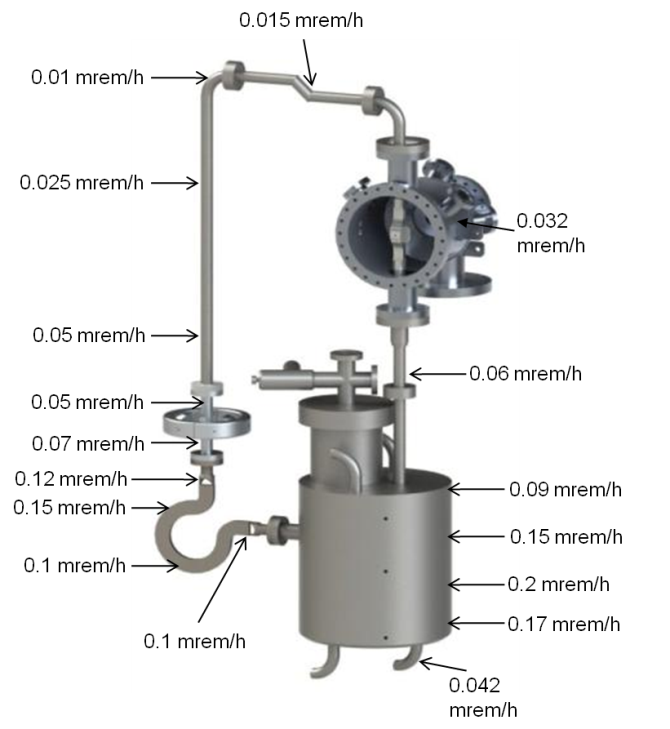 0.015 mrem/h
0.01 mrem/h
0.025 mrem/h
0.032
mrem/h
0.05 mrem/h
0.06 mrem/h
0.05 mrem/h
0.07 mrem/h
0.12 mrem/h
0.09 mrem/h
0.15 mrem/h
0.15 mrem/h
0.1 mrem/h
0.2 mrem/h
0.17 mrem/h
0.1 mrem/h
0.042
mrem/h